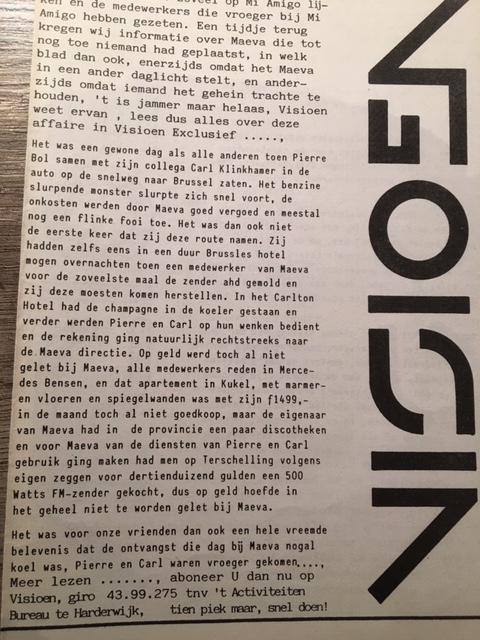 zoveel op Mi Amigo lij-
ken en de medewerkers die vroeger bij Mi
Amigo hebben gezeten. Een tijdje terug
kregen wij informatie over Maeva die tot
nog toe niemand had geplaatst, in welk
blad dan ook, enerzijds omdat het Maeva
in een ander daglicht stelt, en ander-
zijds omdat iemand het gehein trachte te
houden, 't is jammer maar helaas, Visioen
weet ervan , lees dus alles over deze
affaire in Visioen Exclusief .....,
Het was een gewone dag als alle anderen toen Pierre
Bol samen met zijn collega Carl Klinkhamer in de
auto op de snelweg naar Brussel zaten. Het benzine
slurpende monster slurpte zich snel voort, de
onkosten werden door Maeva goed vergoed en meestal
nog een flinke fooi toe. Het was dan ook niet
de eerste keer dat zij deze route namen. Zij
hadden zelfs eens in een duur Brussles hotel
mogen overnachten toen een medewerker van Maeva
voor de zoveelste maal de zender ahd gemold en
zij deze moesten komen herstellen. In het Carlton
Hotel had de champagne in de koeler gestaan en
verder werden Pierre en Carl op hun wenken bedient
en de rekening ging natuurlijk rechtstreeks naar
de Maeva directie. Op geld werd toch al niet
gelet bij Maeva, alle medewerkers reden in Merce-
des Bensen, en dat apartement in Kukel, met marmer-
en vloeren en spiegelwanden was met zijn ƒ1499,-
in de maand toch al niet goedkoop, maar de eigenaar
van Maeva had in de provincie een paar discotheken
en voor Maeva van de diensten van Pierre en Carl
gebruik ging maken had men op Terschelling volgens
eigen zeggen voor dertienduizend gulden een 500
Watts FM-zender gekocht, dus op geld hoefde in
het geheel niet te worden gelet bij Maeva.
Het was voor onze vrienden dan ook een hele vreemde
belevenis dat de ontvangst die dag bij Maeva nogal
koel was, Pierre en Carl waren vroeger gekomen....,
Meer lezen ......., aboneer U dan nu op
Visioen, giro 43.99.275 tnv 't Activiteiten
Bureau te Harderwijk, tien piek maar, snel doen!
VISIOEN